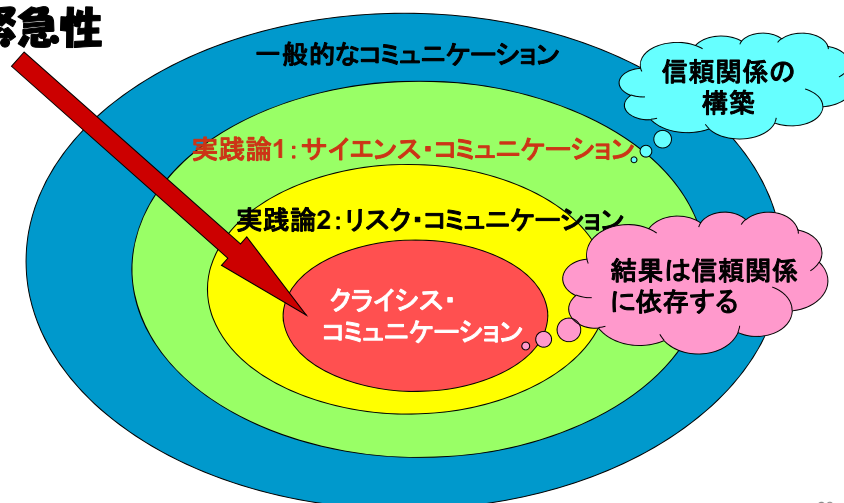 緊急性
一般的なコミュニケーション
信頼関係の
構築
実践論1:サイエンス・コミュニケーション
実践論2:リスク・コミュニケーション
結果は信頼関係
に依存する
クライシス・
コミュニケーション